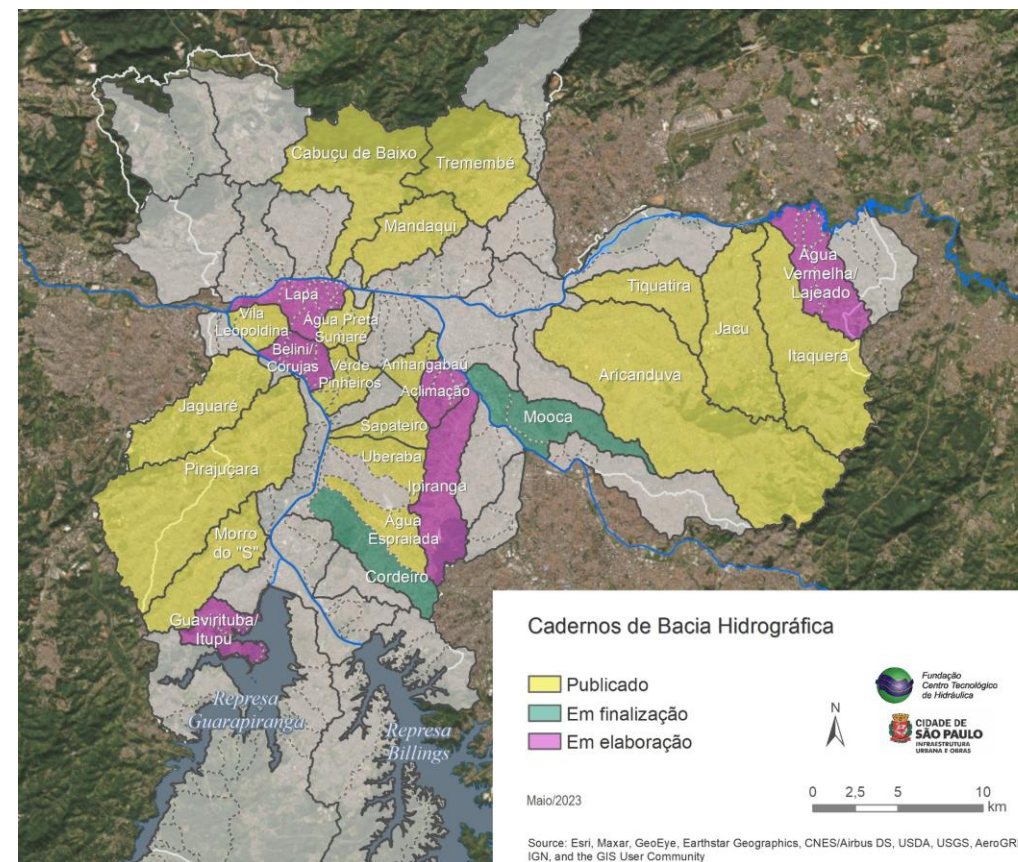 Cabuçu de Baixo
Tremembé
Mandaqui
Água
Vermelha/
Lajeado
Tiquatira
Lapa
Vila
Leopoldina
Água Preta
Sumaré
Jacu
Itaquera
Belini/
Corujas
Verde
Pinheiros
Anhangabaú
Aricanduva
Aclimação
Jaguaré
Mooca
Sapateiro
Uberaba
Pirajuçara
Ipiranga
Água
Espraiada
Morro
do "S"
Cordeiro
Guavirituba/
Itupu
Represa
Guarapiranga
Represa
Billings
Cadernos de Bacia Hidrográfica
Publicado
Em finalização
Em elaboração
Fundação
Centro Tecnológico
de Hidráulica
N
CIDADE DE
SÃO PAULO
INFRAESTRUTURA
URBANA E OBRAS
Maio/2023
0 2,5 5 10
km
Source: Esri, Maxar, GeoEye, Earthstar Geographics, CNES/Airbus DS, USDA, USGS, AeroGR
IGN, and the GIS User Community